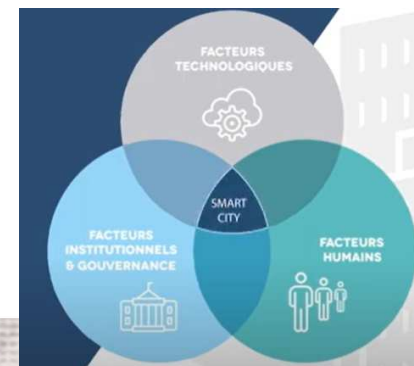 FACTEURS
TECHNOLOGIQUES
SMART
CITY
FACTEURS
INSTITUTIONNELS
& GOUVERNANCE
FACTEURS
HUMAINS